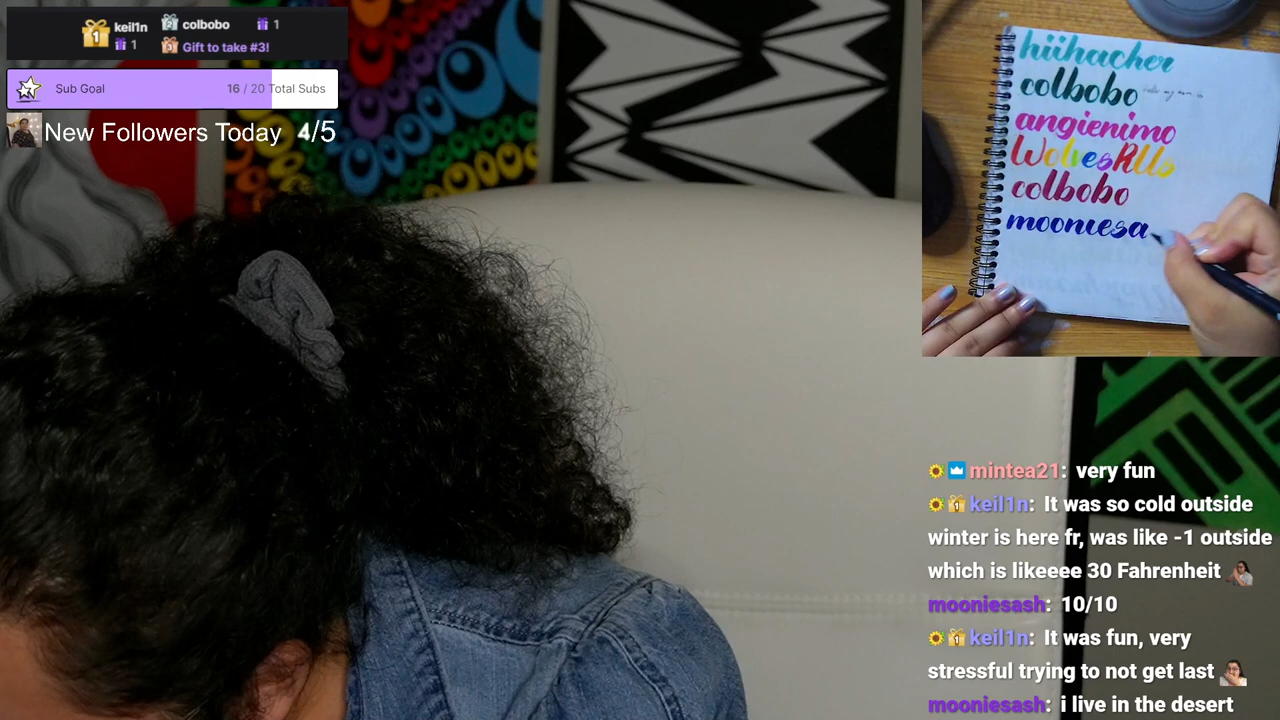 keil1n 1
colbobo 1
Gift to take #3!
Sub Goal 16 / 20 Total Subs
New Followers Today 4/5
hiihacker
colbobo
angienimo
WolvesRUs
colbobo
mooniesa
mintea21: very fun
keil1n: It was so cold outside
winter is here fr, was like -1 outside
which is likeeee 30 Fahrenheit
mooniesash: 10/10
keil1n: It was fun, very
stressful trying to not get last
mooniesash: i live in the desert